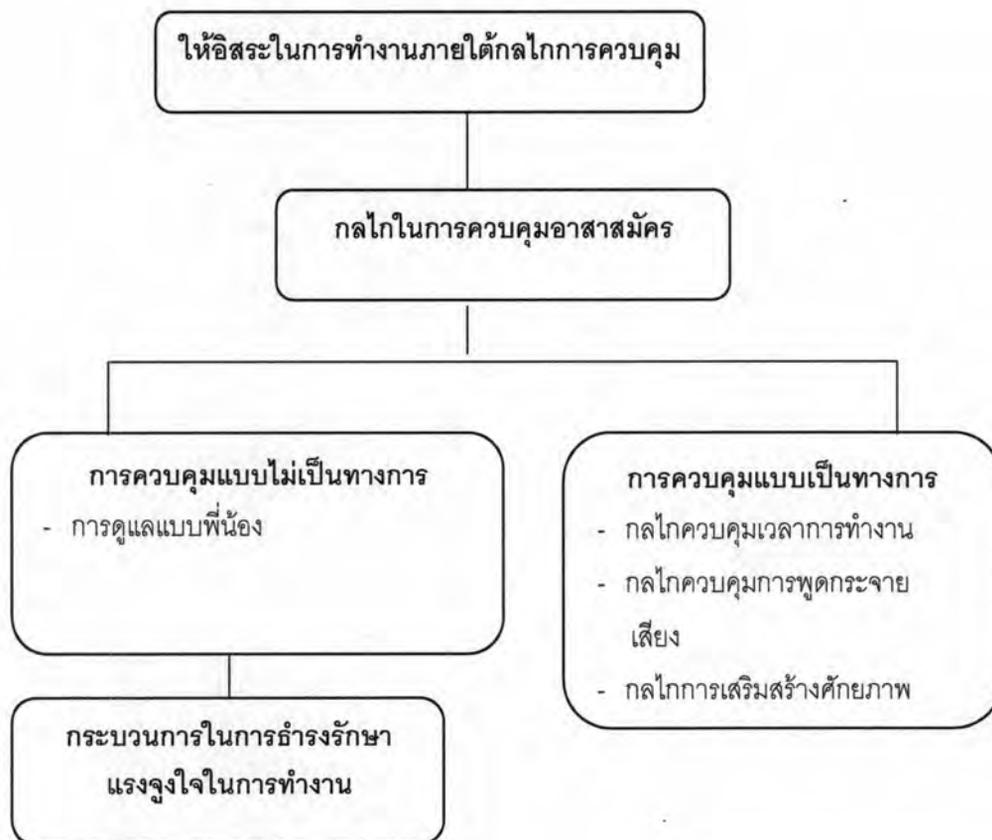 ให้อิสระในการทำงานภายใต้กลไกการควบคุม
กลไกในการควบคุมอาสาสมัคร
การควบคุมแบบไม่เป็นทางการ
- การดูแลแบบพี่น้อง
การควบคุมแบบเป็นทางการ
- กลไกควบคุมเวลาการทำงาน
- กลไกควบคุมการพูดกระจาย
เสียง
- กลไกการเสริมสร้างศักยภาพ
กระบวนการในการธำรงรักษา
แรงจูงใจในการทำงาน